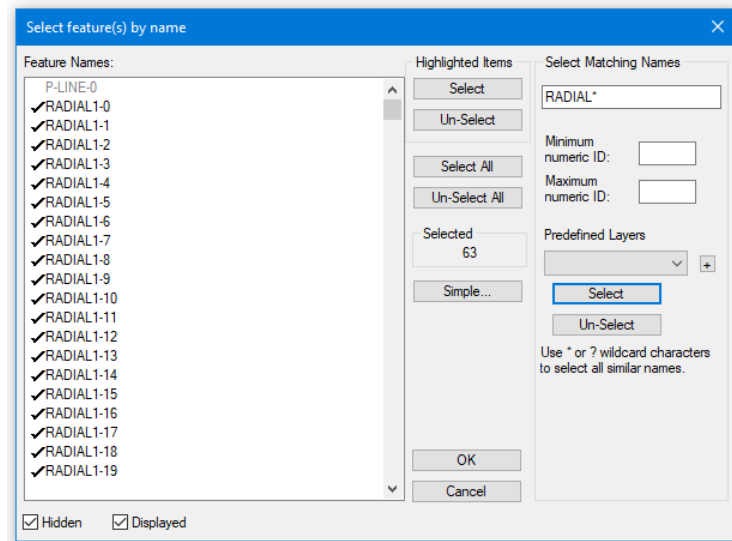 Select feature(s) by name
Feature Names:
P-LINE-0
RADIAL1-0
RADIAL1-1
RADIAL1-2
RADIAL1-3
RADIAL1-4
RADIAL1-5
RADIAL1-6
RADIAL1-7
RADIAL1-8
RADIAL1-9
RADIAL1-10
RADIAL1-11
RADIAL1-12
RADIAL1-13
RADIAL1-14
RADIAL1-15
RADIAL1-16
RADIAL1-17
RADIAL1-18
RADIAL1-19
Hidden
Displayed
Highlighted Items
Select
Un-Select
Select All
Un-Select All
Selected
63
Simple...
OK
Cancel
Select Matching Names
RADIAL*
Minimum
numeric ID:
Maximum
numeric ID:
Predefined Layers
+
Select
Un-Select
Use * or ? wildcard characters
to select all similar names.